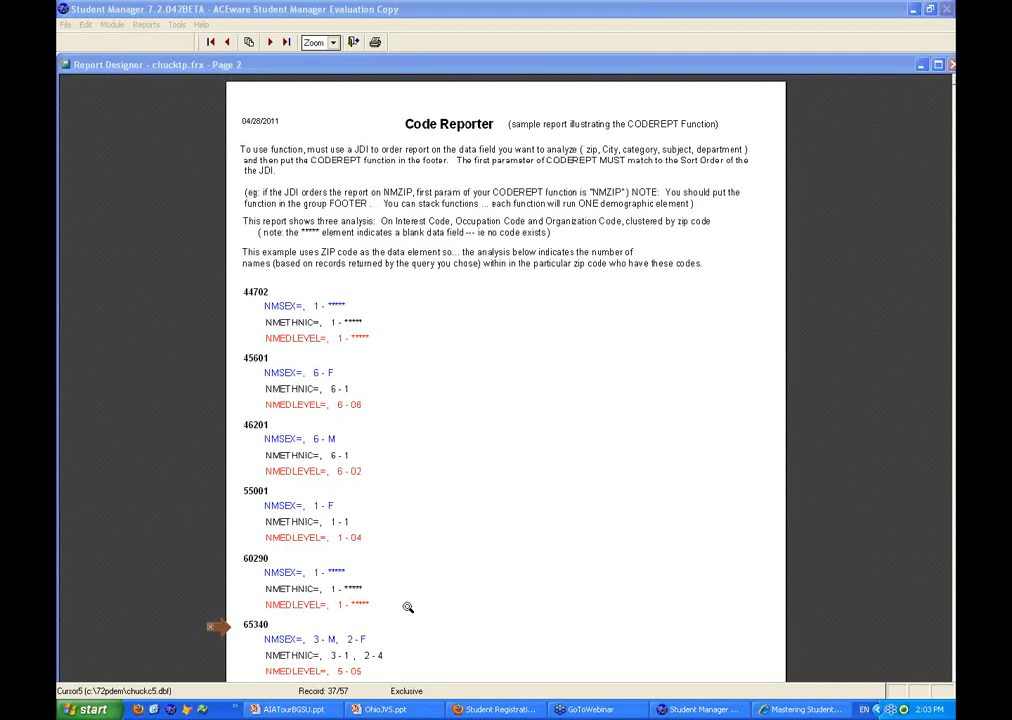 Student Manager 7.2.042BETA - ACEware Student Manager Evaluation Copy
File Edit Module Reports Tools Help
Zoom
Report Designer - chucktp.frx - Page 2
04/28/2011
Code Reporter (sample report illustrating the CODEREPT Function)
To use function, must use a JDI to order report on the data field you want to analyze ( zip, City, category, subject, department )
and then put the CODEREPT function in the footer. The first parameter of CODEREPT MUST match to the Sort Order of the
the JDI.
(eg: if the JDI orders the report on NMZIP, first param of your CODEREPT function is "NMZIP") NOTE: You should put the
function in the group FOOTER . You can stack functions ... each function will run ONE demographic element )
This report shows three analysis: On Interest Code, Occupation Code and Organization Code, clustered by zip code
( note: the ***** element indicates a blank data field --- ie no code exists )
This example uses ZIP code as the data element so... the analysis below indicates the number of
names (based on records returned by the query you chose) within in the particular zip code who have these codes.
44702
NMSEX=, 1 - *****
NMETHNIC=, 1 - *****
NMEDLEVEL=, 1 - *****
45601
NMSEX=, 6 - F
NMETHNIC=, 6 - 1
NMEDLEVEL=, 6 - 06
46201
NMSEX=, 6 - M
NMETHNIC=, 6 - 1
NMEDLEVEL=, 6 - 02
55001
NMSEX=, 1 - F
NMETHNIC=, 1 - 1
NMEDLEVEL=, 1 - 04
60290
NMSEX=, 1 - *****
NMETHNIC=, 1 - *****
NMEDLEVEL=, 1 - *****
65340
NMSEX=, 3 - M, 2 - F
NMETHNIC=, 3 - 1 , 2 - 4
NMEDLEVEL=, 5 - 05
Cursor5 (c:\72pdem\chuckc5.dbf) Record: 37/57 Exclusive
start AIATourBGSU.ppt OhioJVS.ppt Student Registrati... GoToWebinar Student Manager ... Mastering Student... EN 2:03 PM